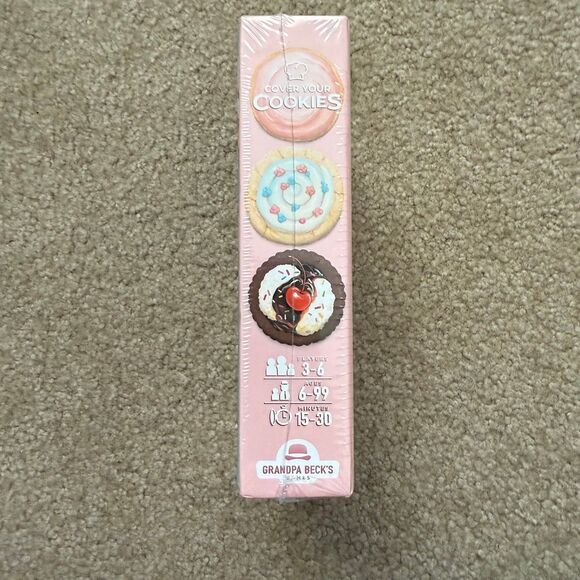 COVER YOUR
COOKIES
PLAYERS
3-6
AGES
6-99
MINUTES
15-30
GRANDPA BECK'S
GAMES